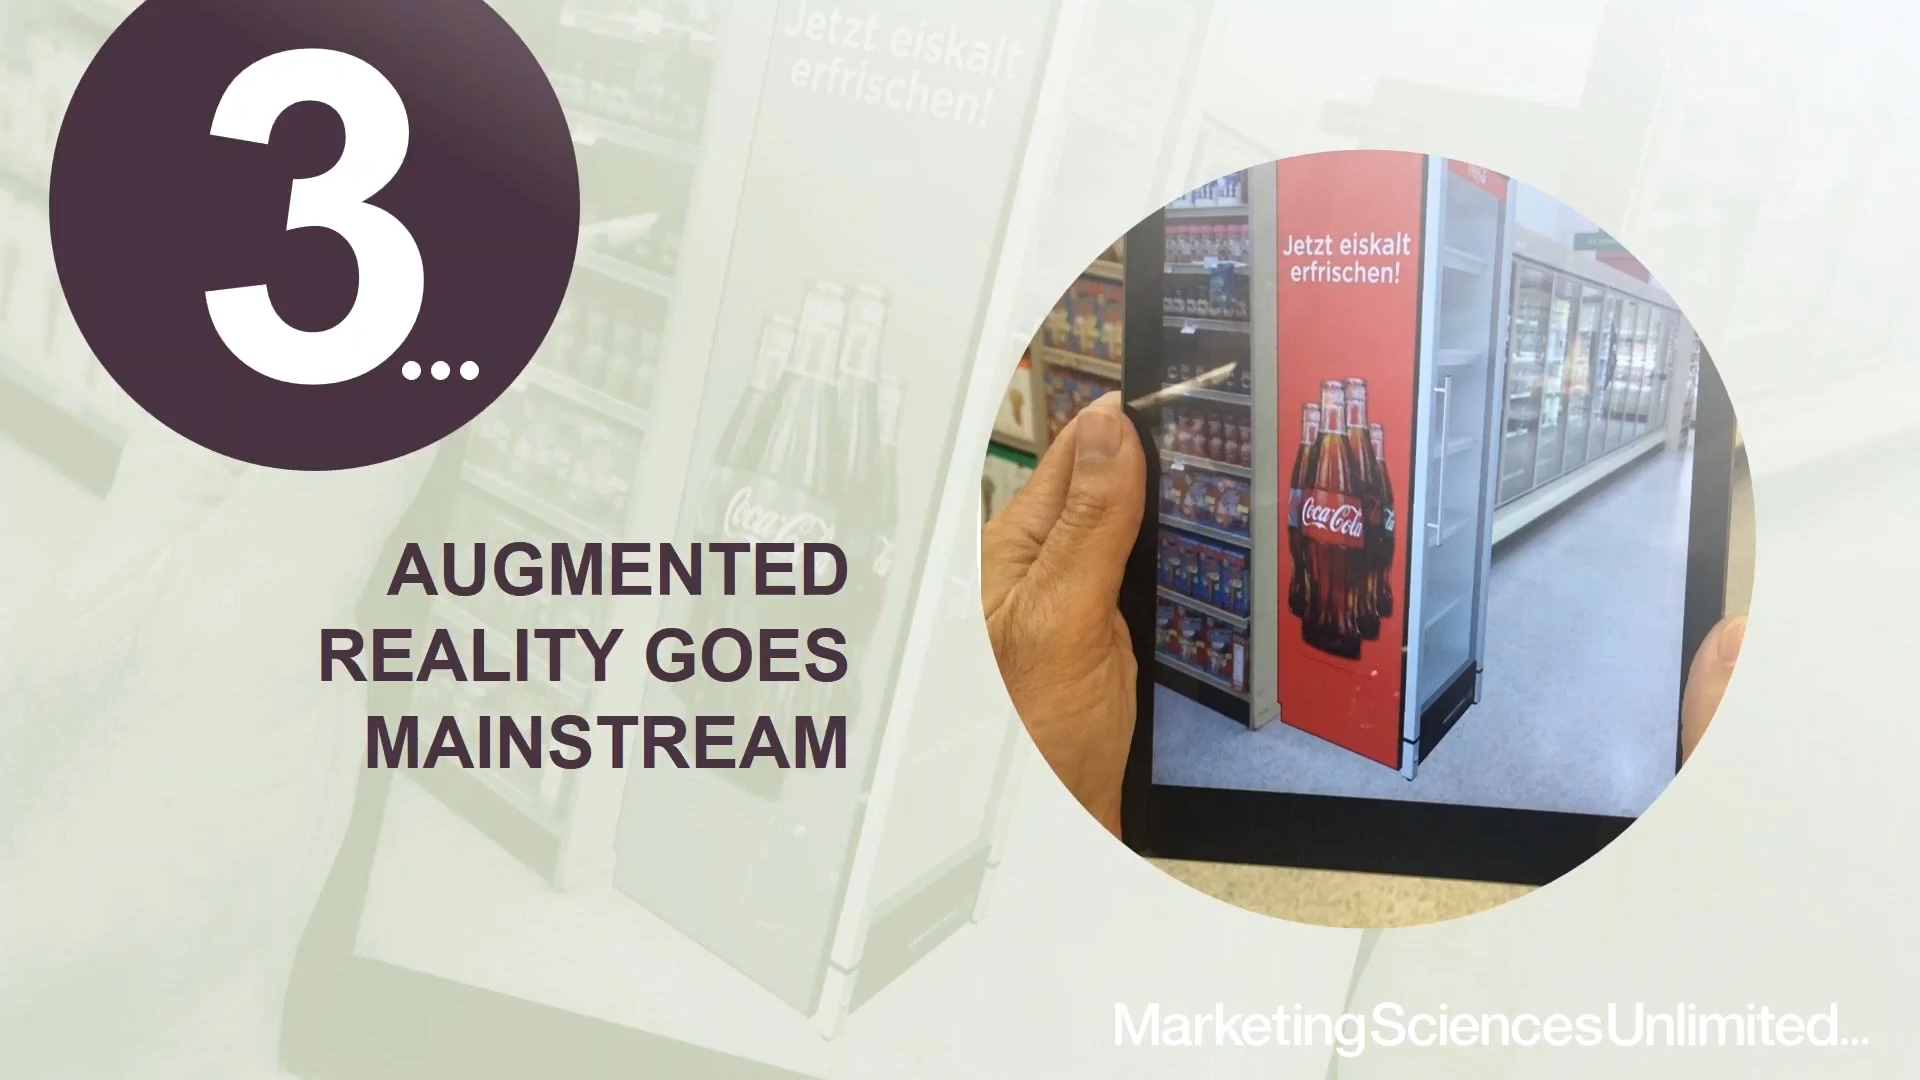 3...
AUGMENTED
REALITY GOES
MAINSTREAM
Jetzt eiskalt
erfrischen!
Jetzt eiskalt
erfrischen!
Coca-Cola
Coca-Cola
MarketingSciencesUnlimited...